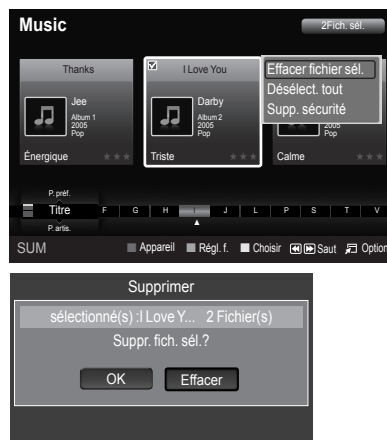 Music
2Fich. sél.
Thanks
I Love You
Effacer fichier sél.
Désélect. tout
Supp. sécurité
Jee
Album 1
2005
Pop
Darby
Album 2
2005
Pop
2005
Pop
Énergique
Triste
Calme
P. préf.
Titre F G H I J L P S T V
P. artis.
SUM Appareil Régl. f. Choisir Saut Option
Supprimer
sélectionné(s) :I Love Y... 2 Fichier(s)
Suppr. fich. sél.?
OK Effacer